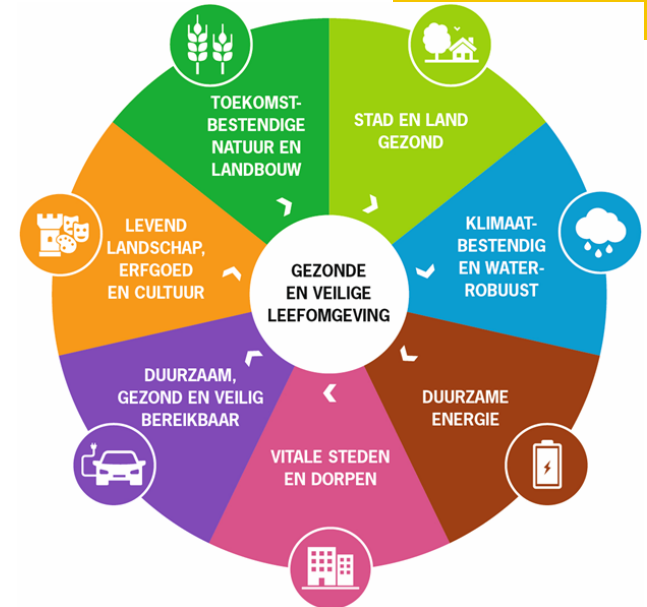 TOEKOMST-
BESTENDIGE
NATUUR EN
LANDBOUW
STAD EN LAND
GEZOND
KLIMAAT-
BESTENDIG
EN WATER-
ROBUUST
DUURZAME
ENERGIE
VITALE STEDEN
EN DORPEN
DUURZAAM,
GEZOND EN VEILIG
BEREIKBAAR
LEVEND
LANDSCHAP,
ERFGOED
EN CULTUUR
GEZONDE
EN VEILIGE
LEEFOMGEVING